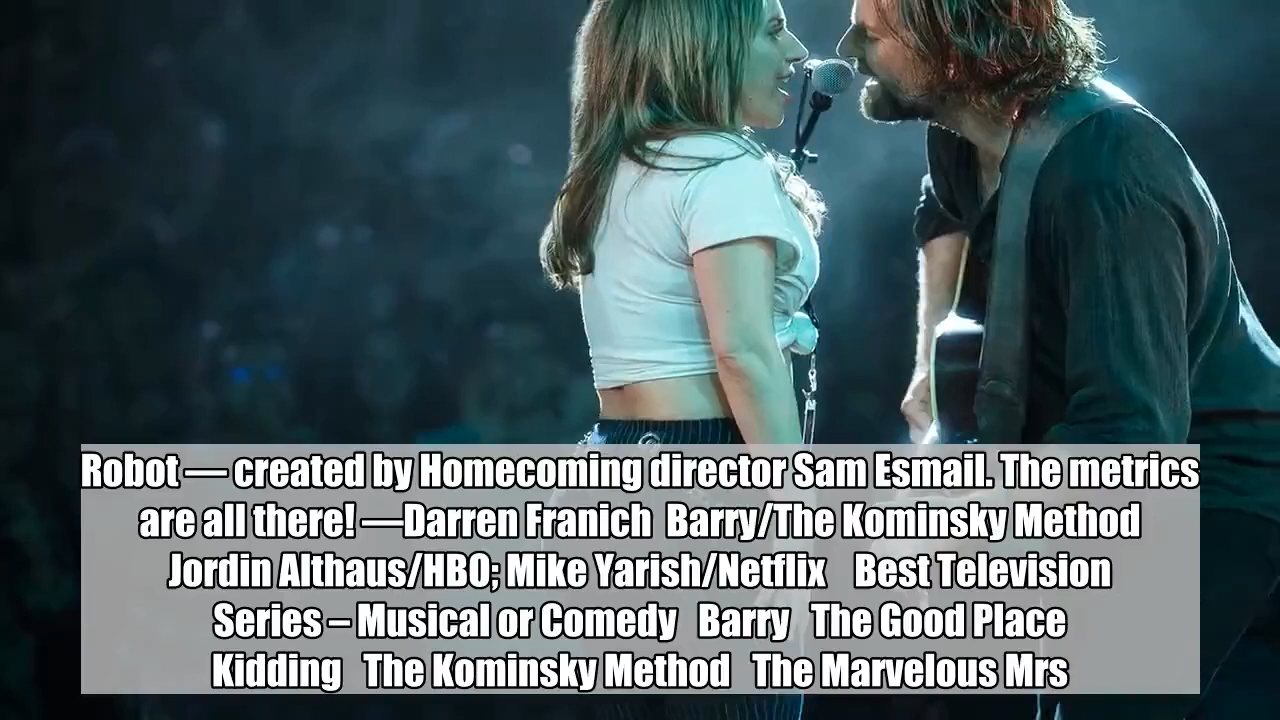 Robot — created by Homecoming director Sam Esmail. The metrics
are all there! —Darren Franich Barry/The Kominsky Method
Jordin Althaus/HBO; Mike Yarish/Netflix Best Television
Series – Musical or Comedy Barry The Good Place
Kidding The Kominsky Method The Marvelous Mrs